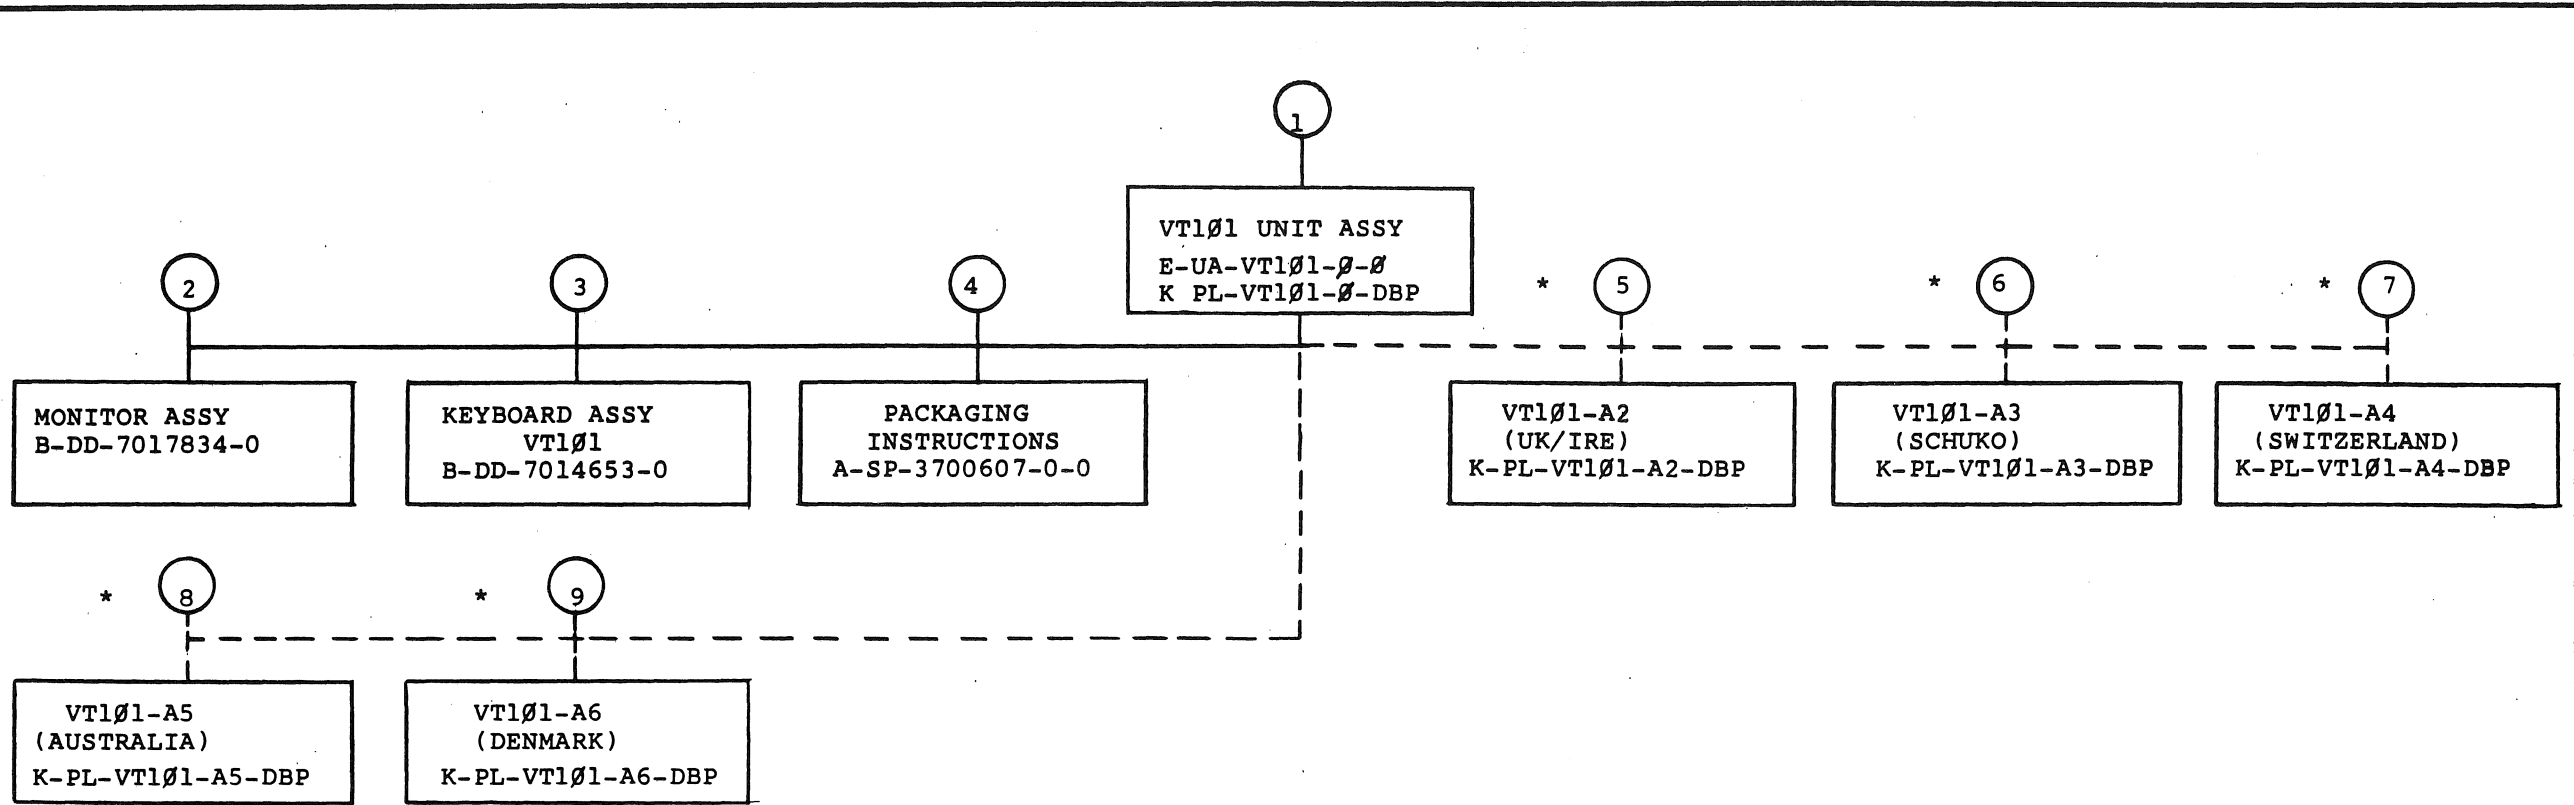 1
VT1Ø1 UNIT ASSY
E-UA-VT1Ø1-Ø-Ø
K PL-VT1Ø1-Ø-DBP
2
3
4
* 5
* 6
* 7
MONITOR ASSY
B-DD-7017834-0
KEYBOARD ASSY
VT1Ø1
B-DD-7014653-0
PACKAGING
INSTRUCTIONS
A-SP-3700607-0-0
VT1Ø1-A2
(UK/IRE)
K-PL-VT1Ø1-A2-DBP
VT1Ø1-A3
(SCHUKO)
K-PL-VT1Ø1-A3-DBP
VT1Ø1-A4
(SWITZERLAND)
K-PL-VT1Ø1-A4-DBP
* 8
* 9
VT1Ø1-A5
(AUSTRALIA)
K-PL-VT1Ø1-A5-DBP
VT1Ø1-A6
(DENMARK)
K-PL-VT1Ø1-A6-DBP